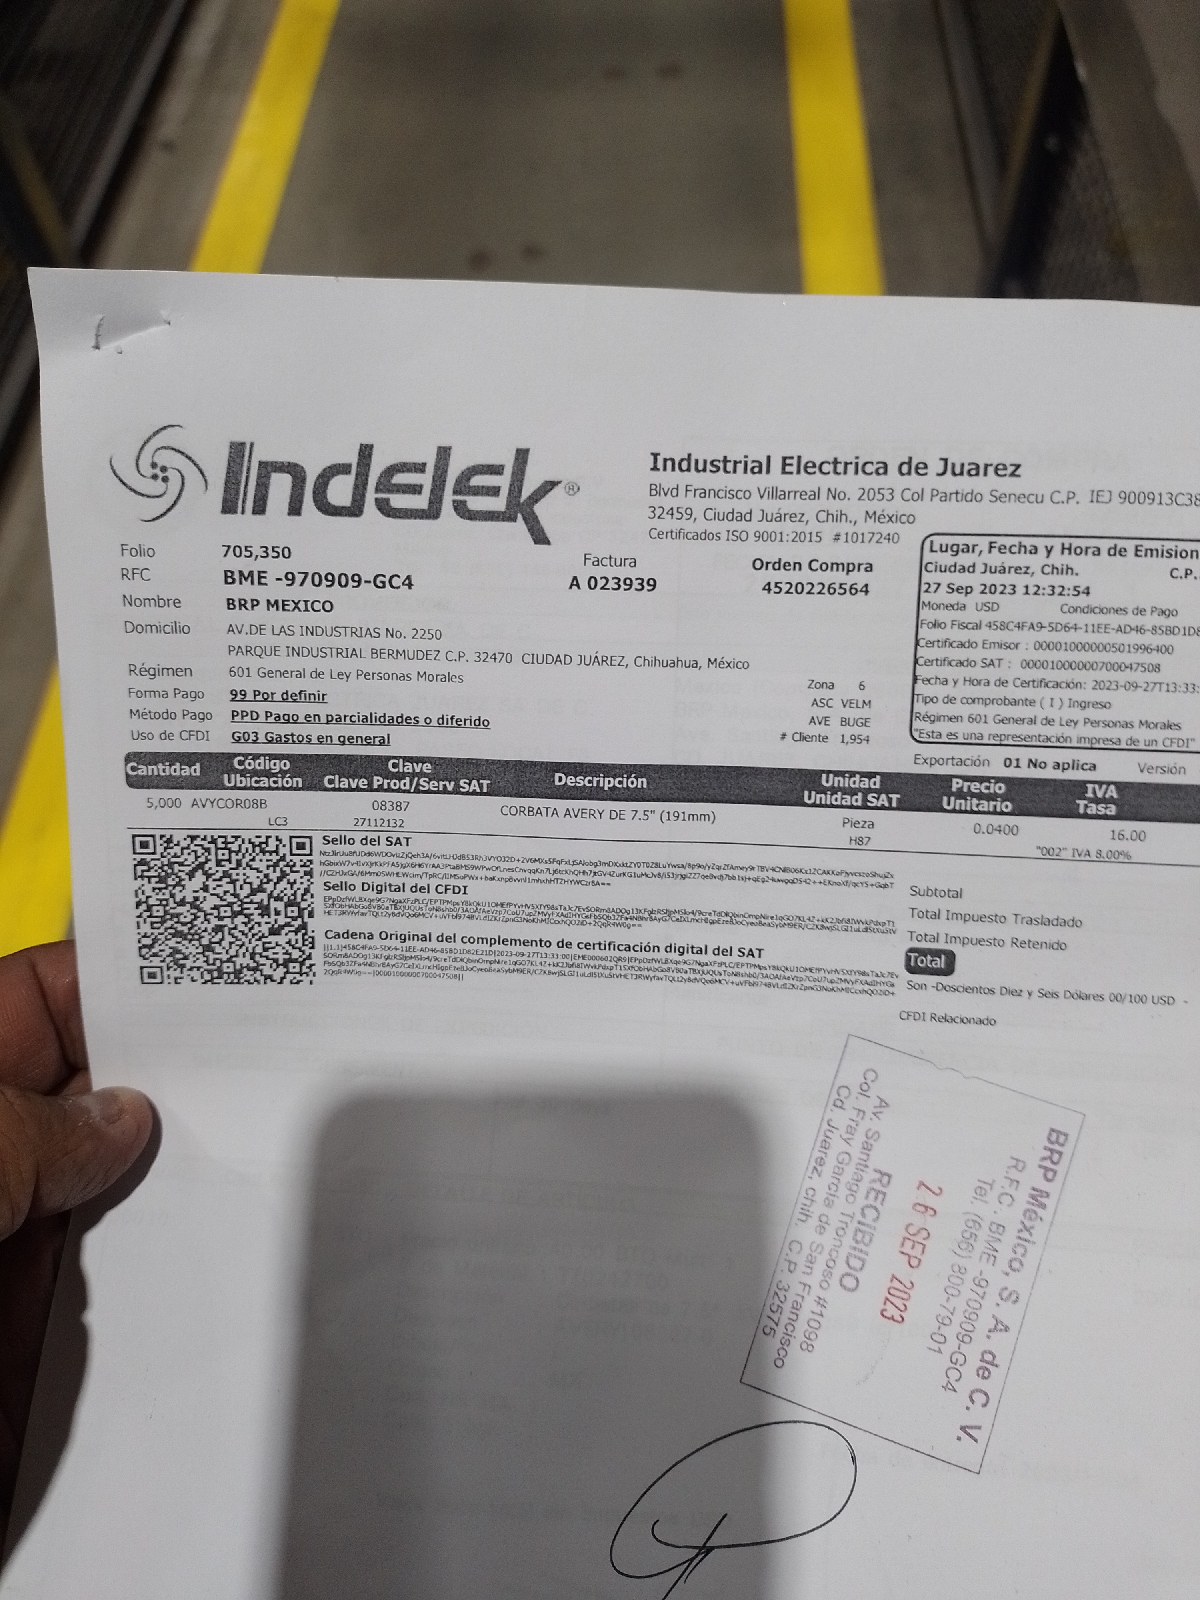 Indelek®
Industrial Electrica de Juarez
Blvd Francisco Villarreal No. 2053 Col Partido Senecu C.P. IEJ 900913C38
32459, Ciudad Juárez, Chih., México
Certificados ISO 9001:2015 #1017240
Folio 705,350
RFC BME -970909-GC4
Factura
A 023939
Orden Compra
4520226564
Nombre BRP MEXICO
Domicilio AV.DE LAS INDUSTRIAS No. 2250
PARQUE INDUSTRIAL BERMUDEZ C.P. 32470 CIUDAD JUÁREZ, Chihuahua, México
Régimen 601 General de Ley Personas Morales
Forma Pago 99 Por definir
Método Pago PPD Pago en parcialidades o diferido
Uso de CFDI G03 Gastos en general
Zona 6
ASC VELM
AVE BUGE
# Cliente 1,954
Lugar, Fecha y Hora de Emision
Ciudad Juárez, Chih. C.P.
27 Sep 2023 12:32:54
Moneda USD Condiciones de Pago
Folio Fiscal 458C4FA9-5D64-11EE-AD46-85BD1D8
Certificado Emisor : 00001000000501996400
Certificado SAT : 00001000000700047508
Fecha y Hora de Certificación: 2023-09-27T13:33:
Tipo de comprobante ( I ) Ingreso
Régimen 601 General de Ley Personas Morales
"Esta es una representación impresa de un CFDI"
Exportación 01 No aplica Versión
Cantidad Código Ubicación Clave Clave Prod/Serv SAT Descripción Unidad Unidad SAT Precio Unitario IVA Tasa
5,000 AVYCOR08B 08387 CORBATA AVERY DE 7.5" (191mm) Pieza 0.0400 16.00
LC3 27112132 H87 "002" IVA 8.00%
Sello del SAT
Sello Digital del CFDI
Cadena Original del complemento de certificación digital del SAT
Subtotal
Total Impuesto Trasladado
Total Impuesto Retenido
Total
Son -Doscientos Diez y Seis Dólares 00/100 USD -
CFDI Relacionado
BRP México, S. A. de C. V.
R.F.C.: BME -970909-GC4
Tel. (656) 800-79-01
26 SEP 2023
RECIBIDO
Av. Santiago Troncoso #1098
Col. Fray García de San Francisco
Cd. Juarez, chih. C.P. 32575